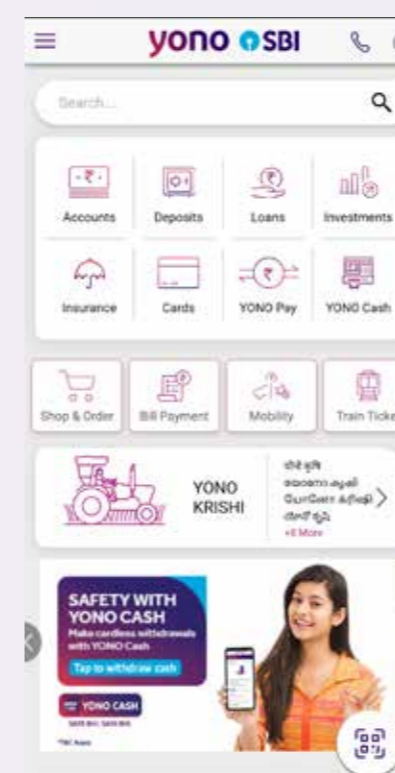 yono SBI
Search...
Accounts Deposits Loans Investments
Insurance Cards YONO Pay YONO Cash
Shop & Order Bill Payment Mobility Train Ticke
YONO
KRISHI
+8 More
SAFETY WITH
YONO CASH
Make cardless withdrawals
with YONO Cash
Tap to withdraw cash
YONO CASH